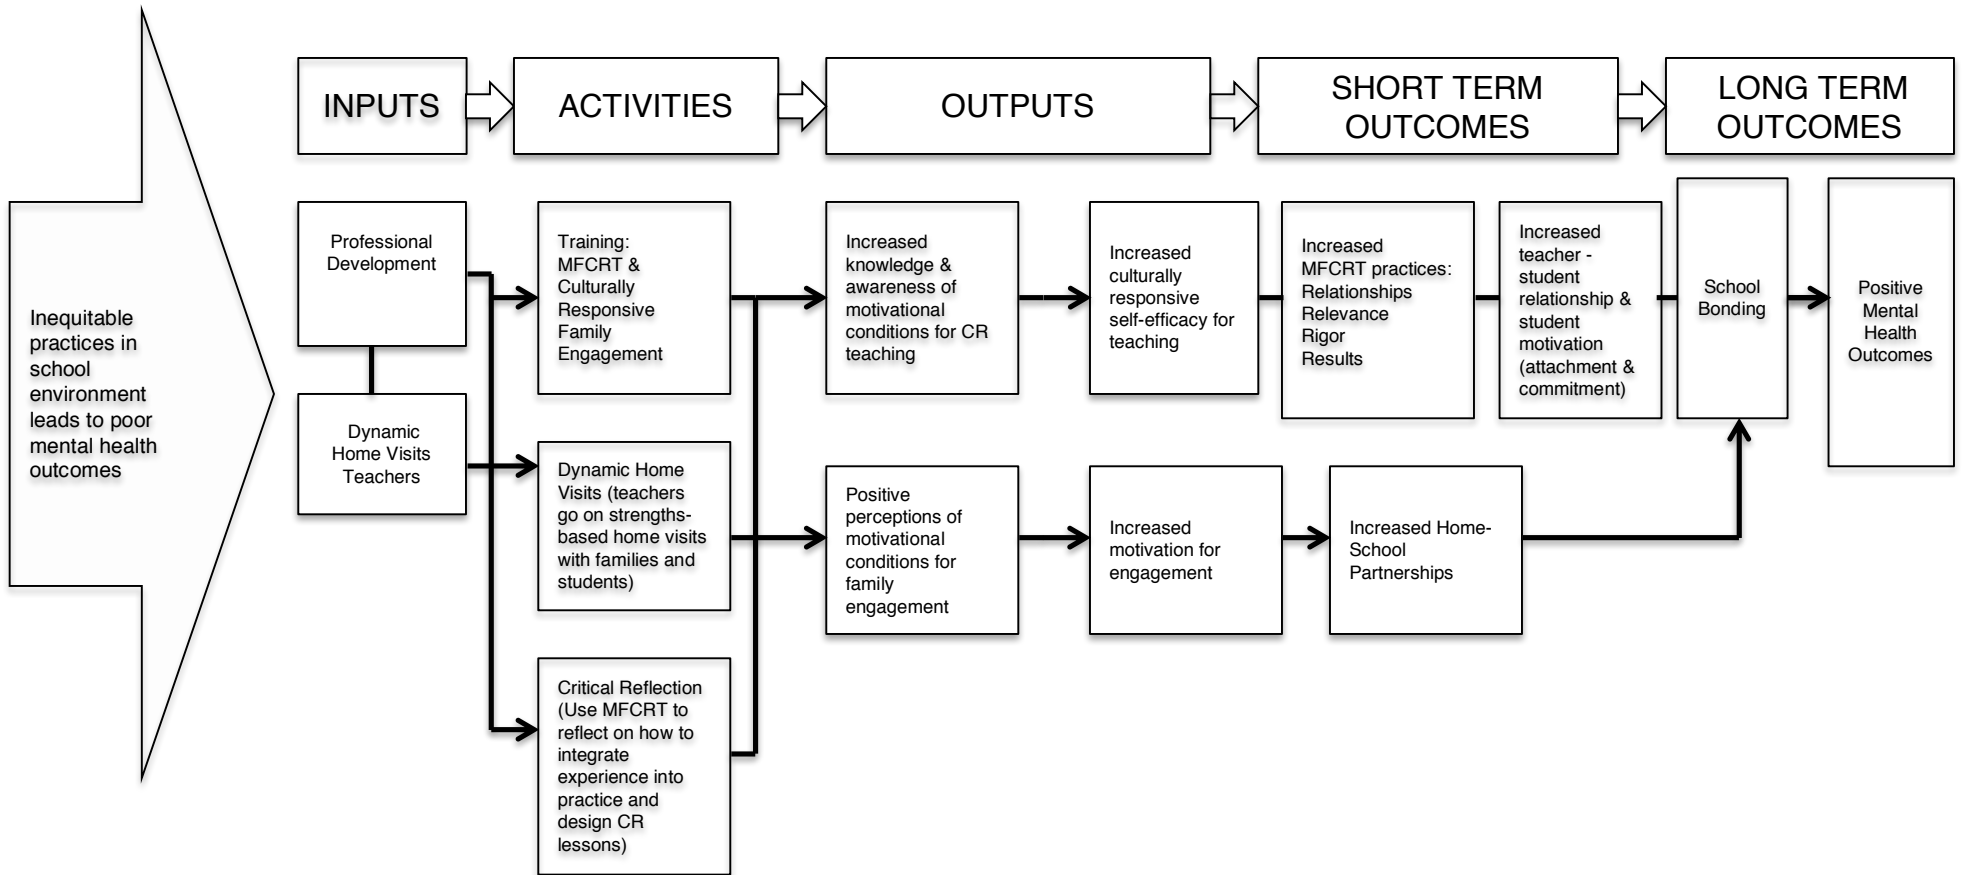 INPUTS
ACTIVITIES
OUTPUTS
SHORT TERM
OUTCOMES
LONG TERM
OUTCOMES
Inequitable
practices in
school
environment
leads to poor
mental health
outcomes
Professional
Development
Dynamic
Home Visits
Teachers
Training:
MFCRT &
Culturally
Responsive
Family
Engagement
Dynamic Home
Visits (teachers
go on strengths-
based home visits
with families and
students)
Critical Reflection
(Use MFCRT to
reflect on how to
integrate
experience into
practice and
design CR
lessons)
Increased
knowledge &
awareness of
motivational
conditions for CR
teaching
Positive
perceptions of
motivational
conditions for
family
engagement
Increased
culturally
responsive
self-efficacy for
teaching
Increased
motivation for
engagement
Increased
MFCRT practices:
Relationships
Relevance
Rigor
Results
Increased Home-
School
Partnerships
Increased
teacher -
student
relationship &
student
motivation
(attachment &
commitment)
School
Bonding
Positive
Mental
Health
Outcomes